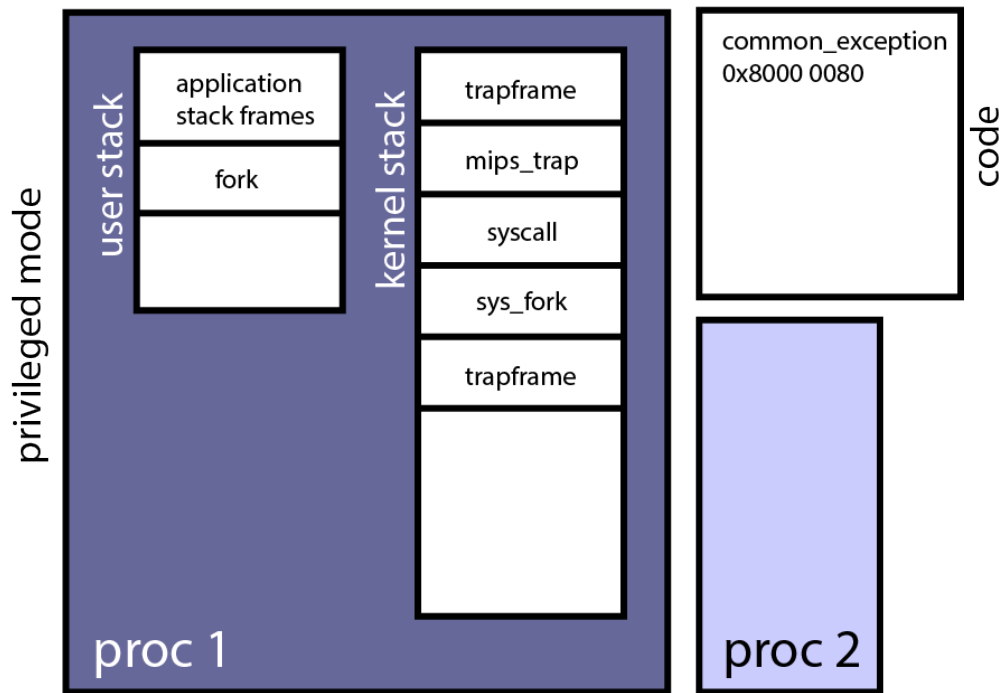 privileged mode
user stack
application
stack frames
fork
kernel stack
trapframe
mips_trap
syscall
sys_fork
trapframe
proc 1
common_exception
0x8000 0080
code
proc 2